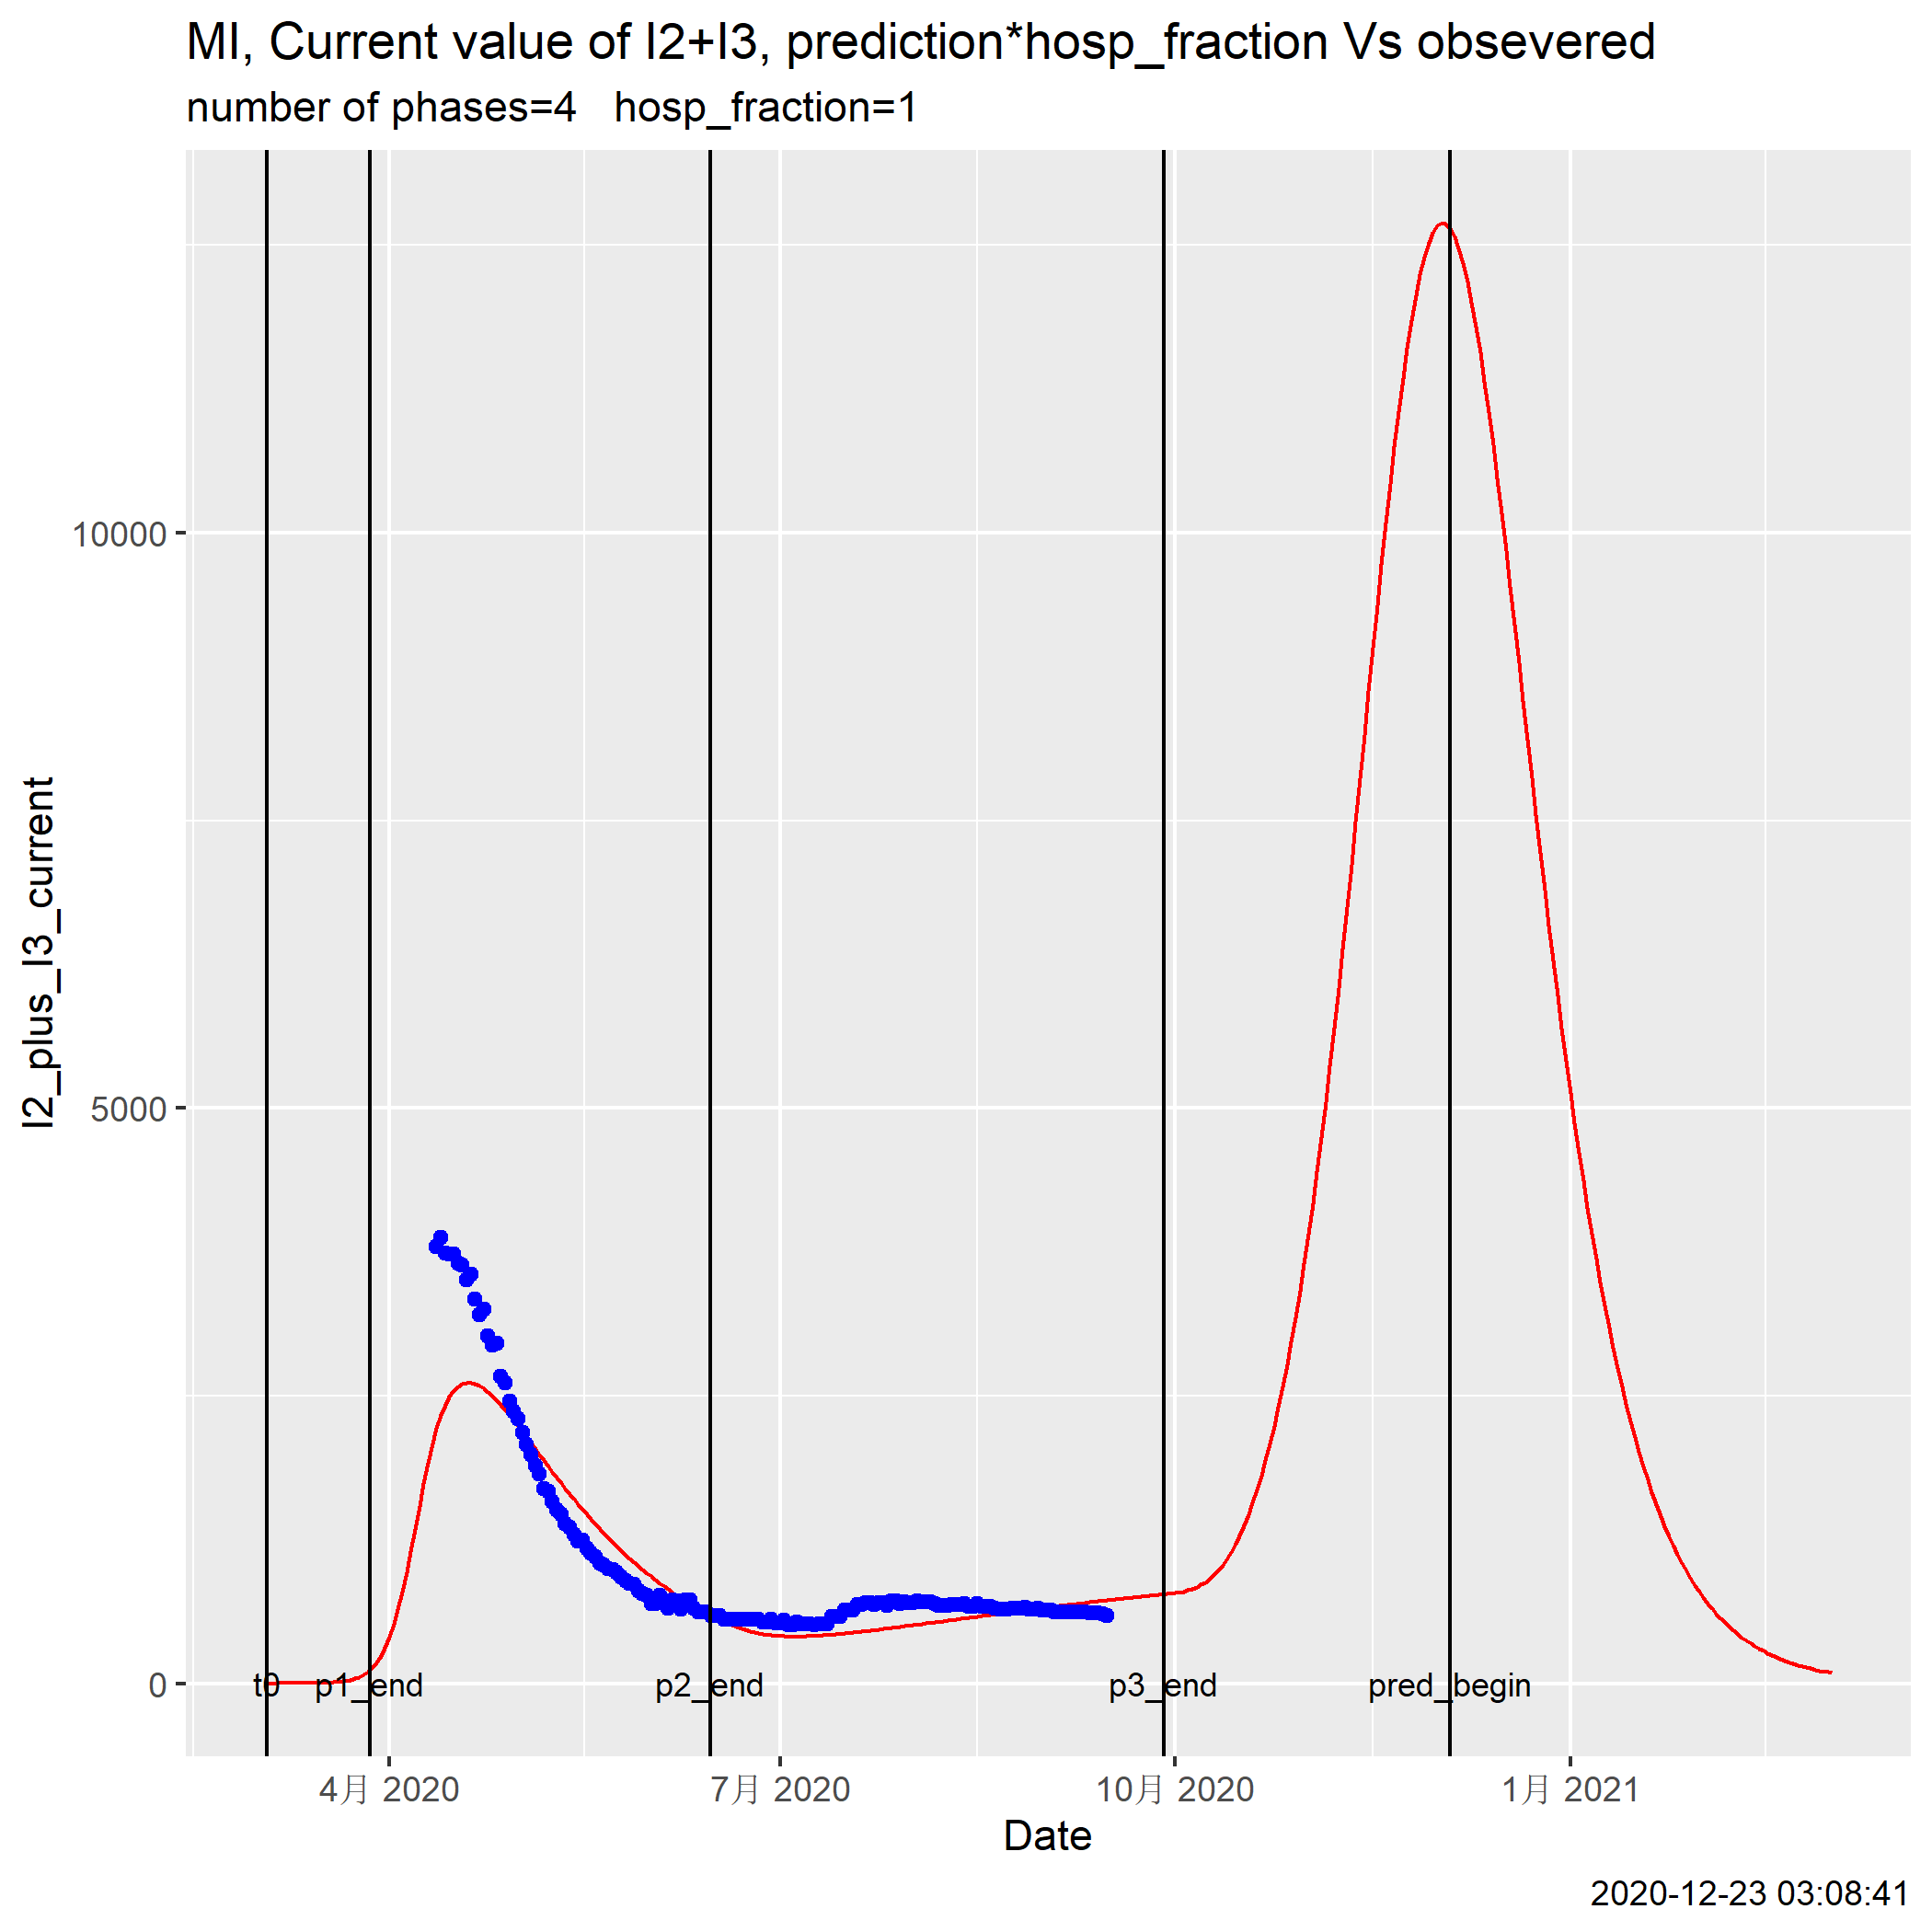 MI, Current value of I2+I3, prediction*hosp_fraction Vs obsevered
number of phases=4   hosp_fraction=1
I2_plus_I3_current
10000
5000
0
t0
p1_end
p2_end
p3_end
pred_begin
4月 2020
7月 2020
10月 2020
1月 2021
Date
2020-12-23 03:08:41